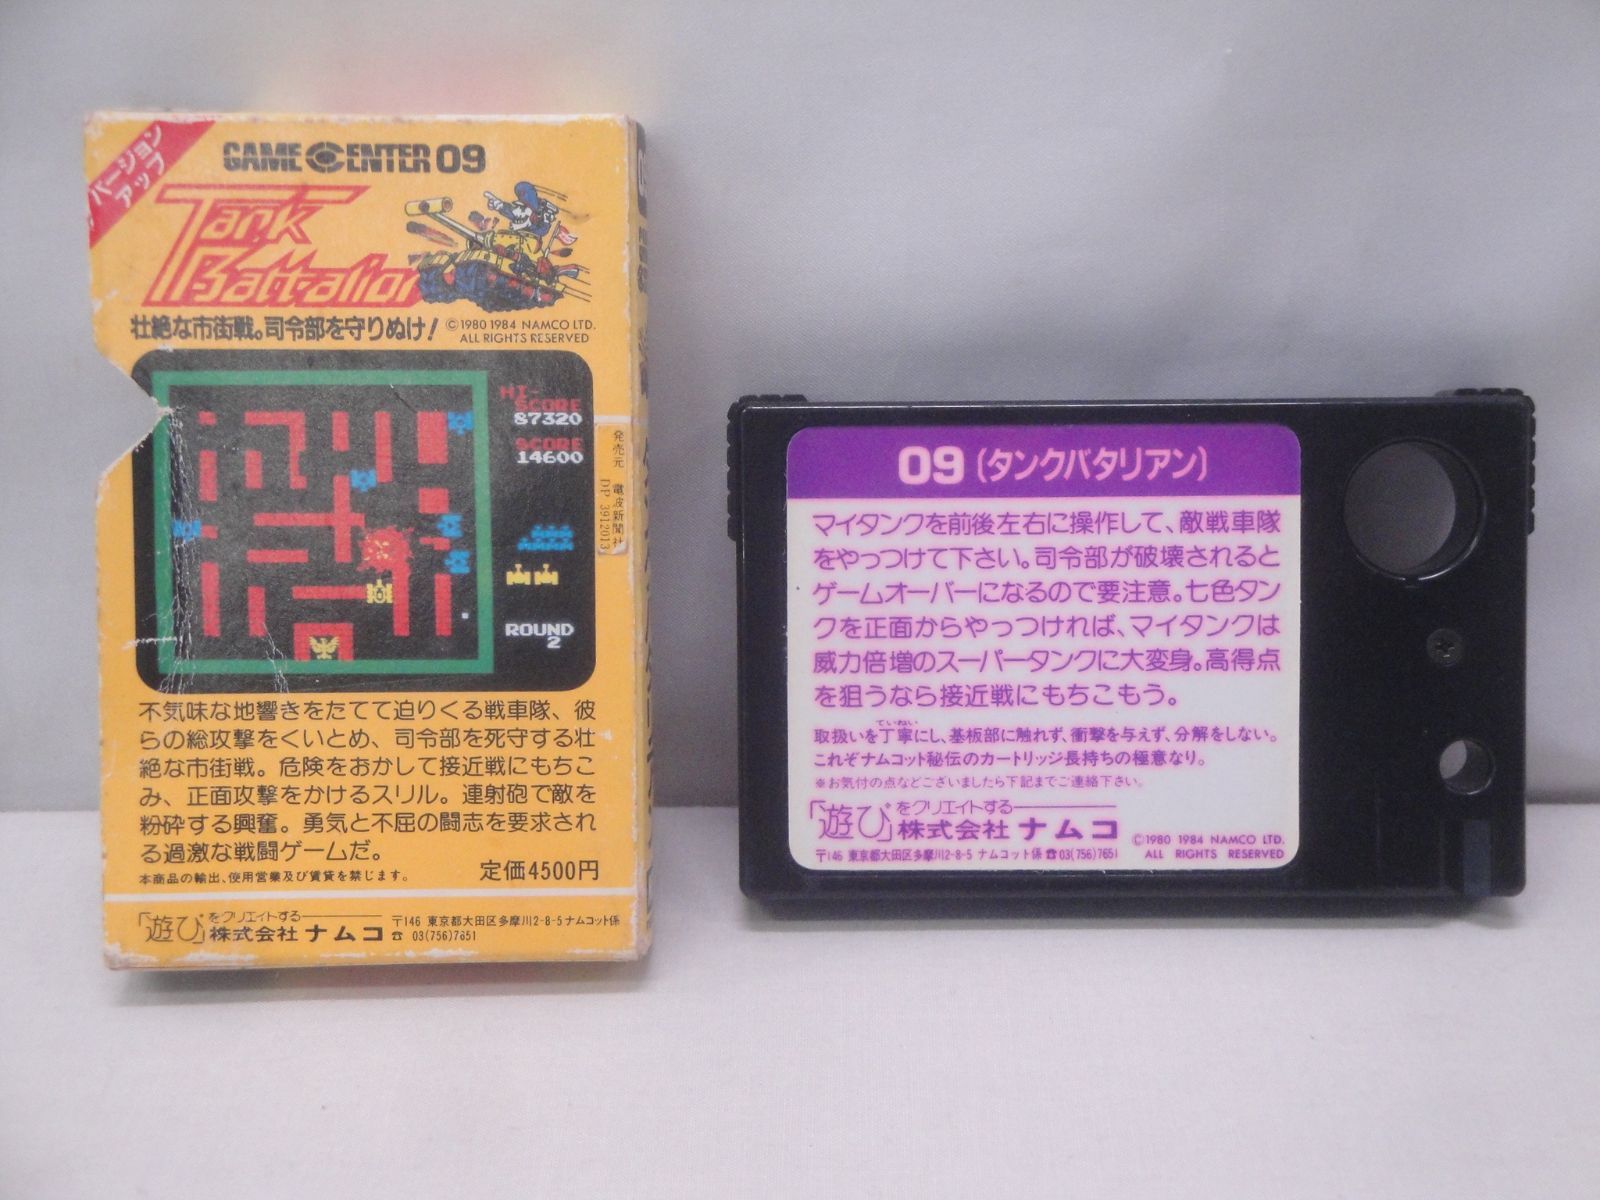 バージョン
アップ
GAME CENTER 09
Tank
Battalion
壮絶な市街戦。司令部を守りぬけ!
©1980 1984 NAMCO LTD.
ALL RIGHTS RESERVED
HI-
SCORE
87320
SCORE
14600
ROUND
2
発売元 電波新聞社
DP 3912013
不気味な地響きをたてて迫りくる戦車隊、彼
らの総攻撃をくいとめ、司令部を死守する壮
絶な市街戦。危険をおかして接近戦にもちこ
み、正面攻撃をかけるスリル。連射砲で敵を
粉砕する興奮。勇気と不屈の闘志を要求され
る過激な戦闘ゲームだ。
本商品の輸出、使用営業及び賃貸を禁じます。
定価4500円
「遊び」をクリエイトする
株式会社 ナムコ
〒146 東京都大田区多摩川2-8-5 ナムコット係
☎ 03(756)7651
09(タンクバタリアン)
マイタンクを前後左右に操作して、敵戦車隊
をやっつけて下さい。司令部が破壊されると
ゲームオーバーになるので要注意。七色タン
クを正面からやっつければ、マイタンクは
威力倍増のスーパータンクに大変身。高得点
を狙うなら接近戦にもちこもう。
ていねい
取扱いを丁寧にし、基板部に触れず、衝撃を与えず、分解をしない。
これぞナムコット秘伝のカートリッジ長持ちの極意なり。
※お気付の点などございましたら下記までご連絡下さい。
「遊び」をクリエイトする
株式会社 ナムコ
〒146 東京都大田区多摩川2-8-5 ナムコット係 ☎03(756)7651
©1980 1984 NAMCO LTD.
ALL RIGHTS RESERVED